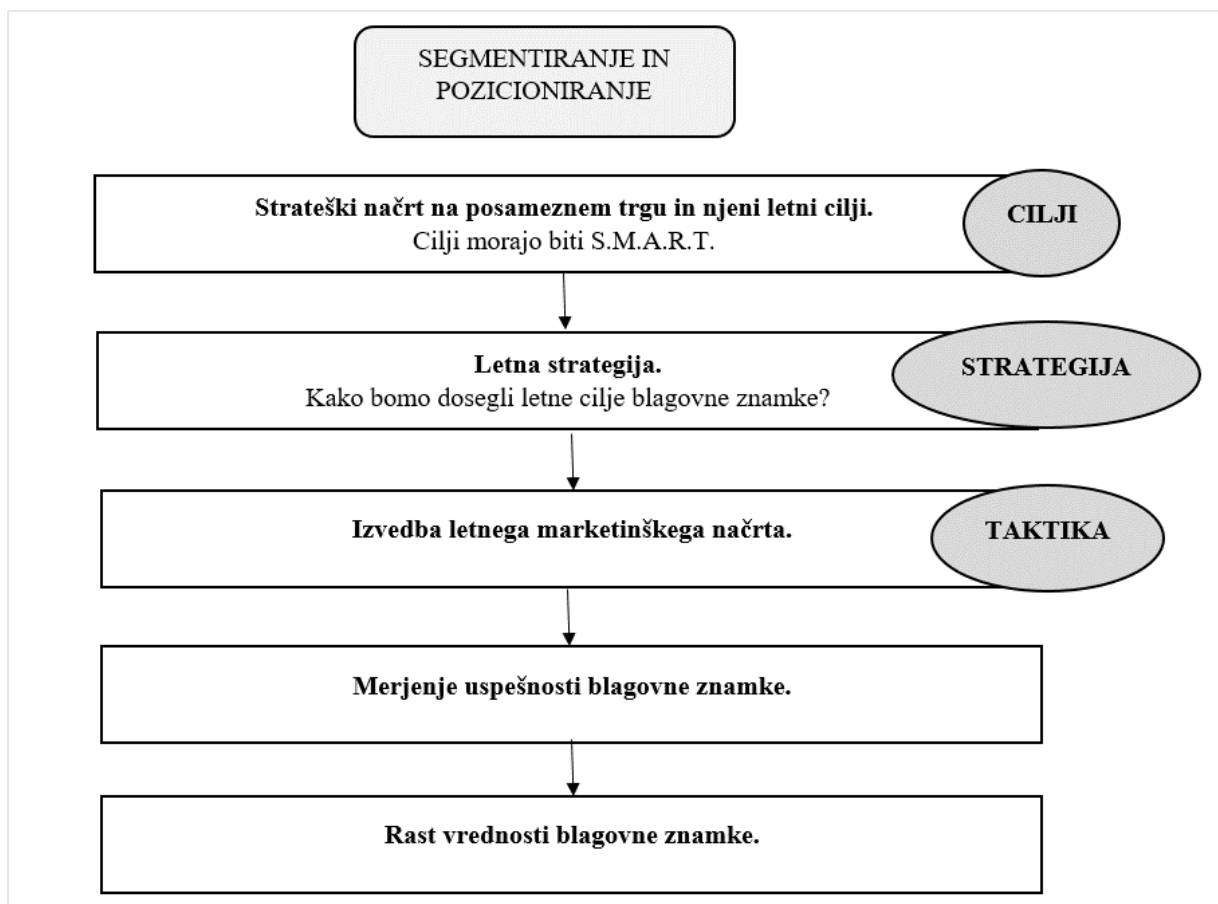 SEGMENTIRANJE IN
POZICIONIRANJE
Strateški načrt na posameznem trgu in njeni letni cilji.
Cilji morajo biti S.M.A.R.T.
CILJI
Letna strategija.
Kako bomo dosegli letne cilje blagovne znamke?
STRATEGIJA
Izvedba letnega marketinškega načrta.
TAKTIKA
Merjenje uspešnosti blagovne znamke.
Rast vrednosti blagovne znamke.